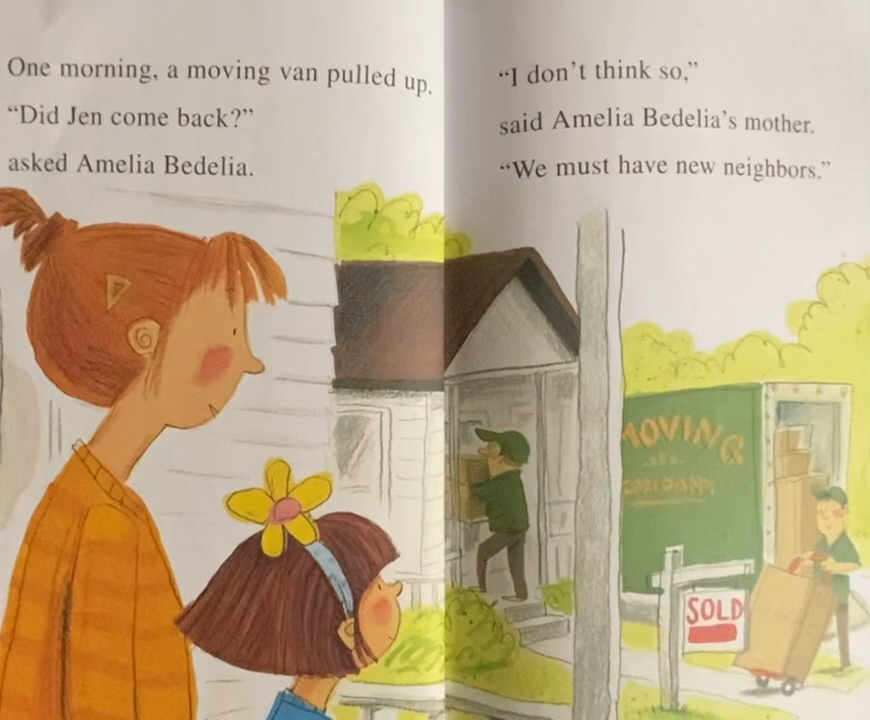 One morning, a moving van pulled up.
“Did Jen come back?”
asked Amelia Bedelia.
“I don’t think so,”
said Amelia Bedelia’s mother.
“We must have new neighbors.”
MOVING
COMPANY
SOLD